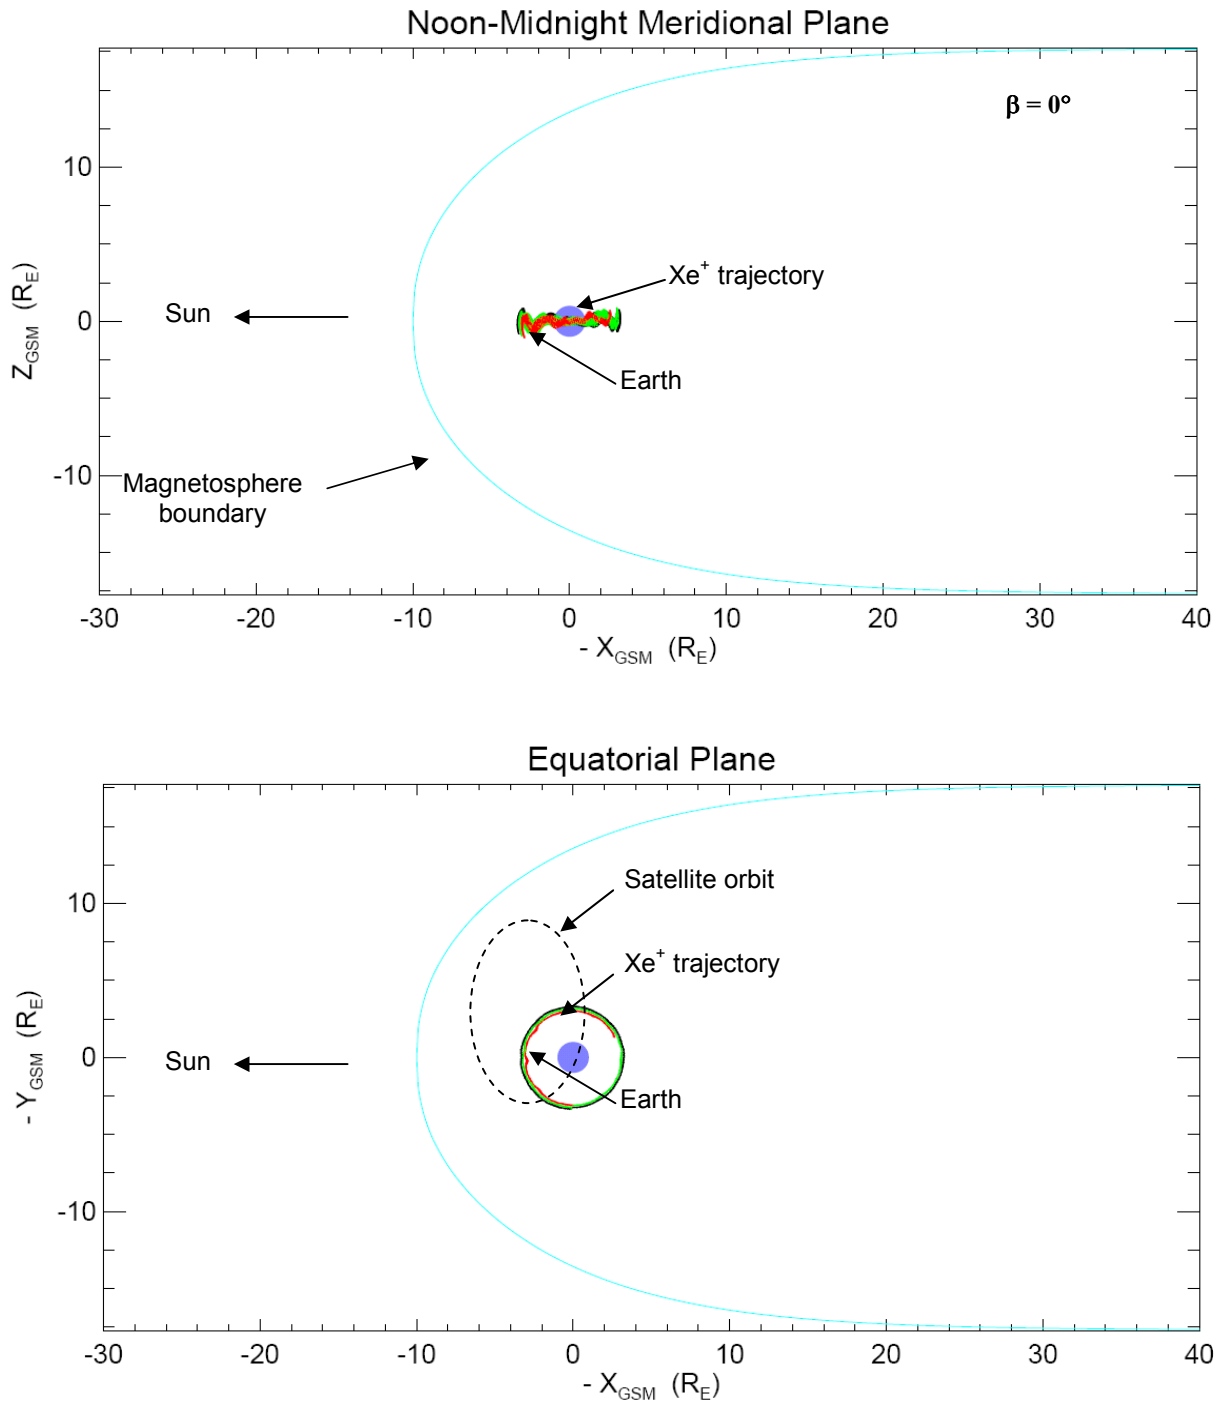 Noon-Midnight Meridional Plane
β = 0°
10
0
-10
Z_GSM (R_E)
Xe⁺ trajectory
Sun
Earth
Magnetosphere
boundary
-30 -20 -10 0 10 20 30 40
- X_GSM (R_E)
Equatorial Plane
10
0
-10
- Y_GSM (R_E)
Satellite orbit
Xe⁺ trajectory
Sun
Earth
-30 -20 -10 0 10 20 30 40
- X_GSM (R_E)